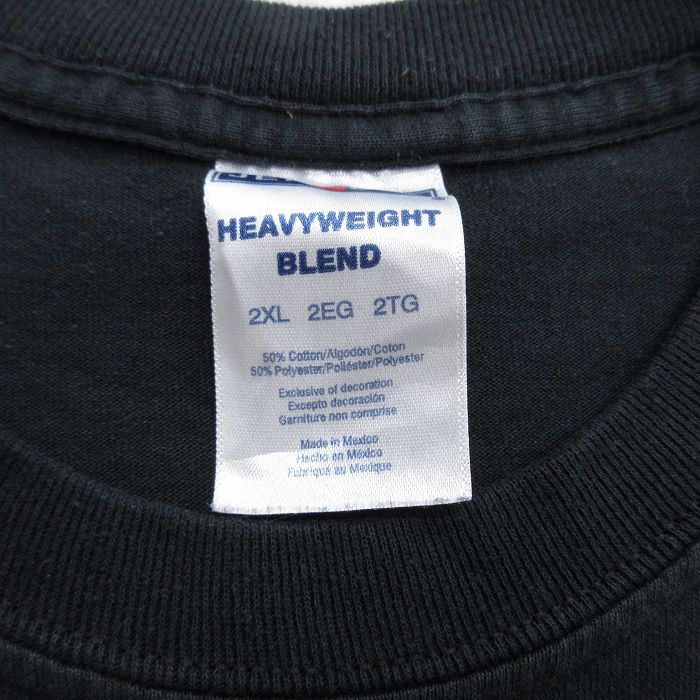 HEAVYWEIGHT
BLEND
2XL 2EG 2TG
50% Cotton/Algodón/Coton
50% Polyester/Poliéster/Polyester
Exclusive of decoration
Excepto decoración
Garniture non comprise
Made in Mexico
Hecho en México
Fabriqué au Mexique